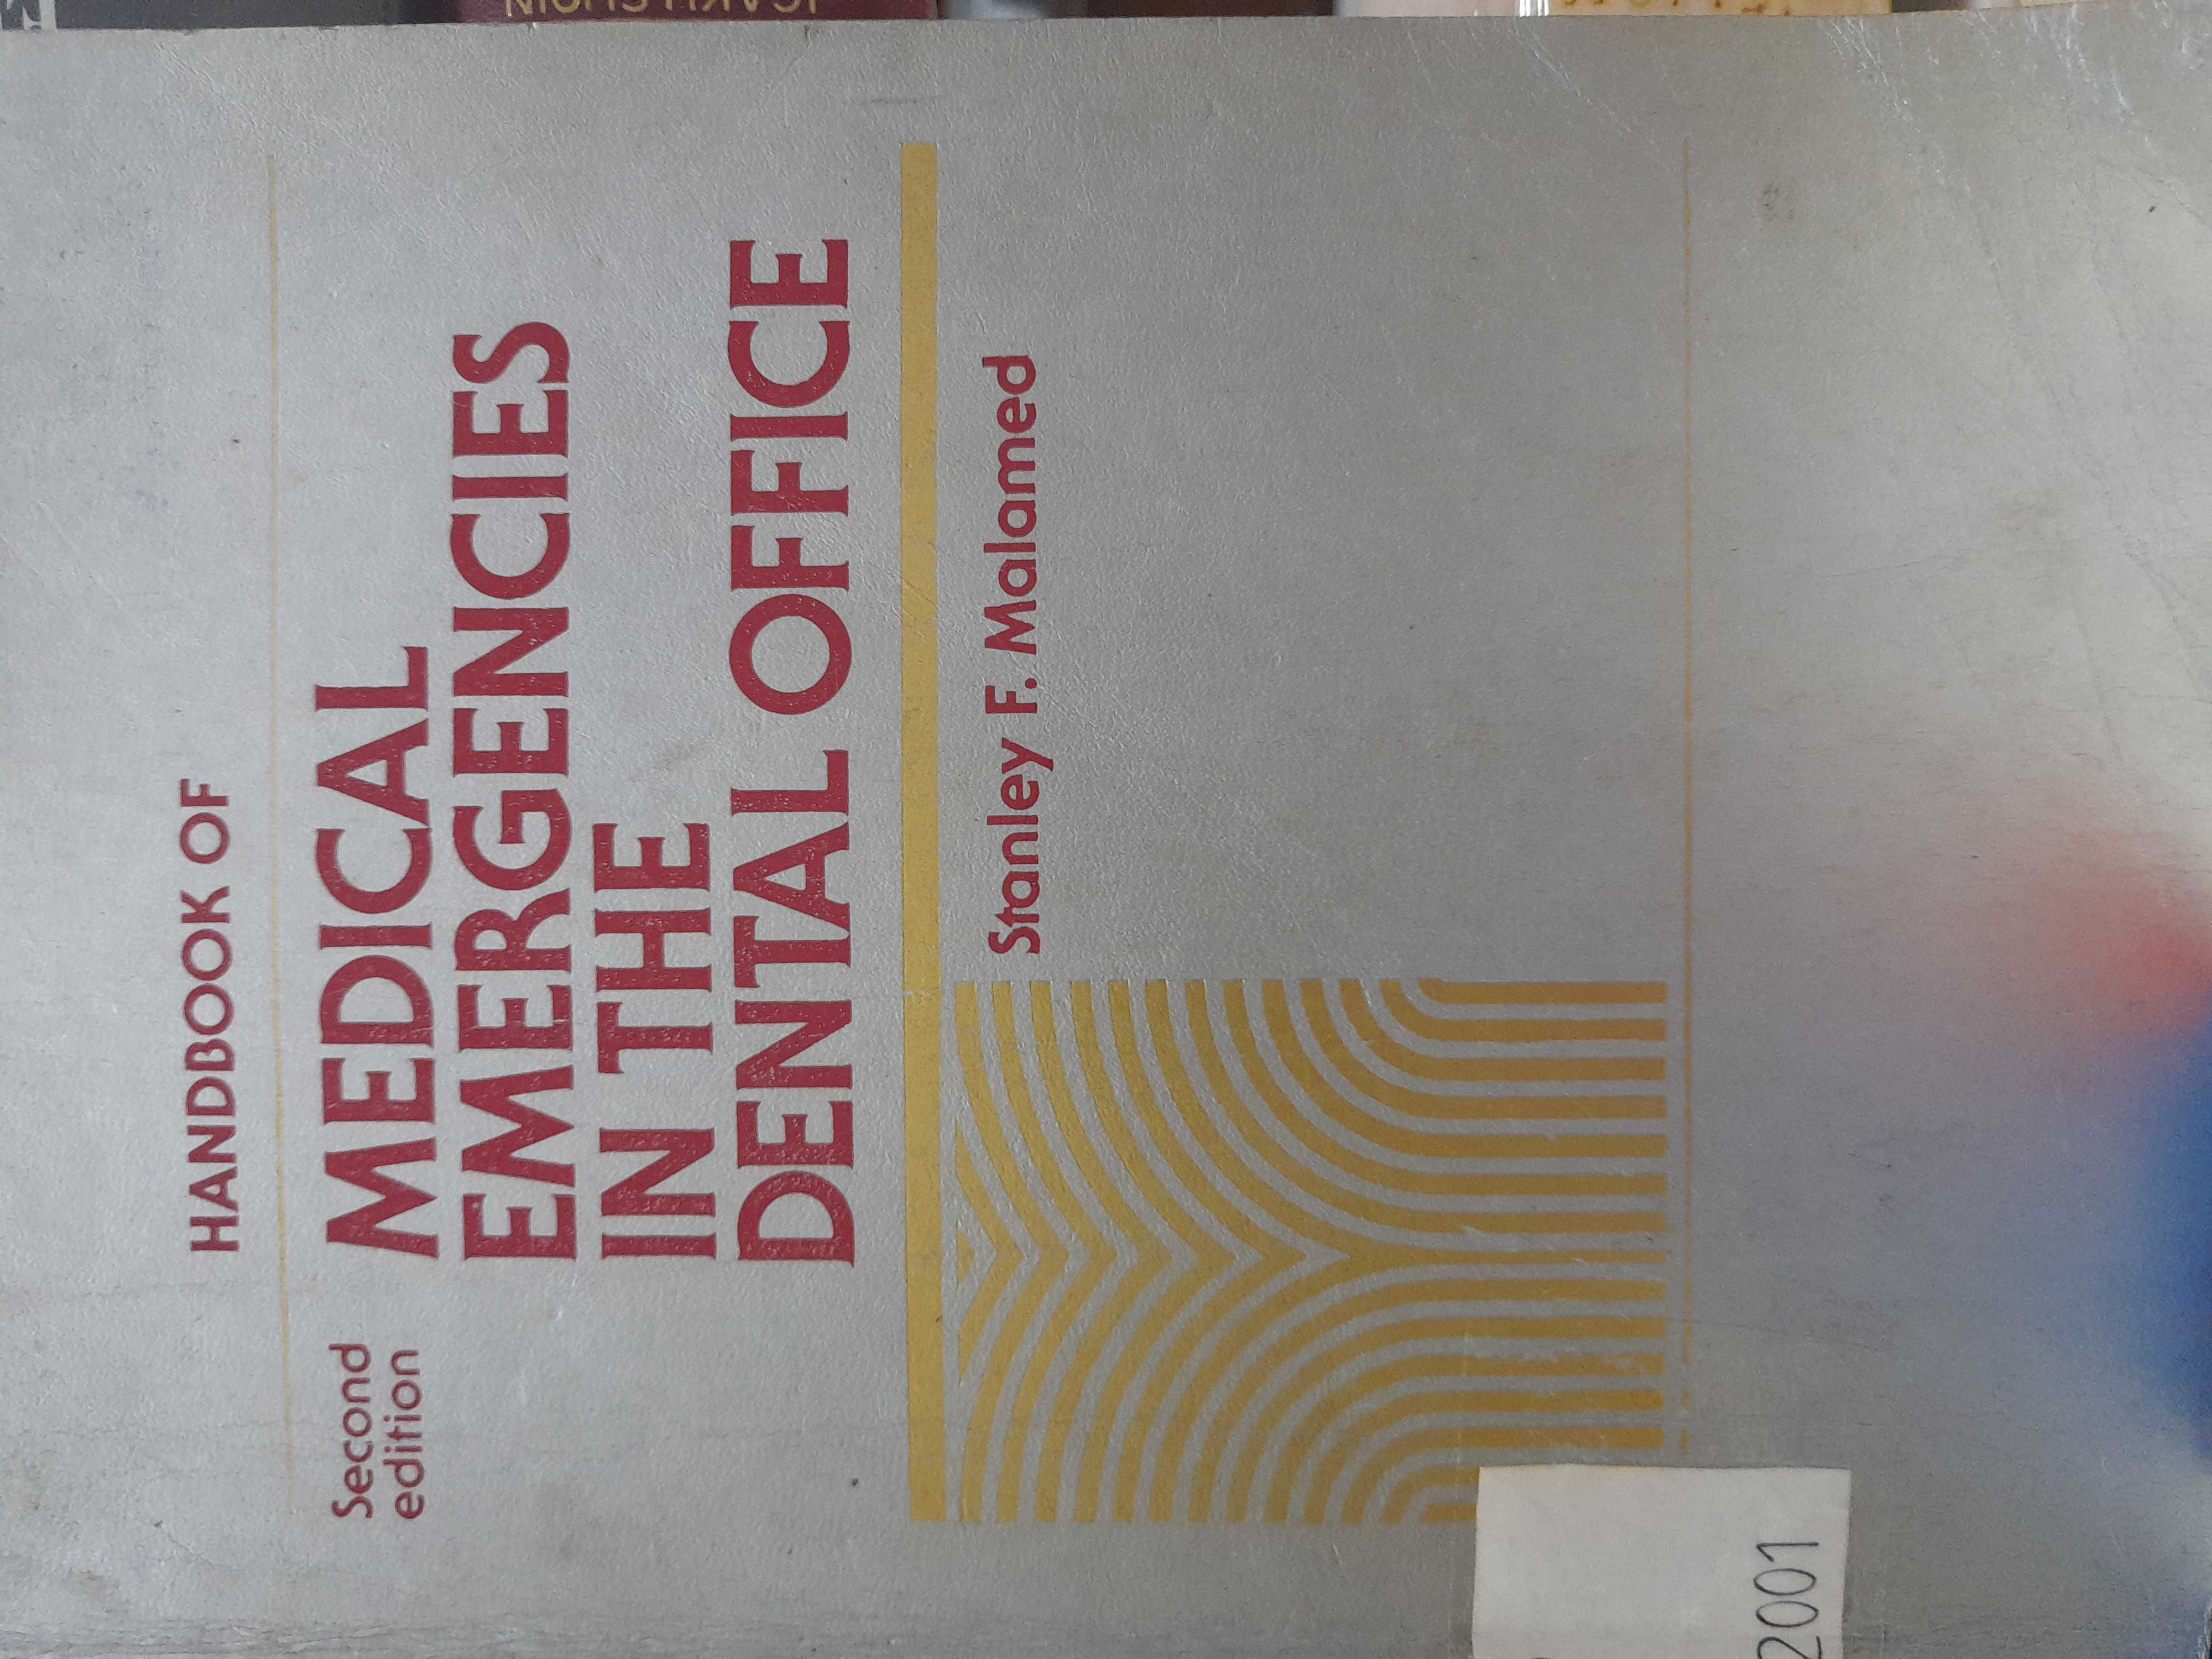 HANDBOOK OF
Second
edition
MEDICAL
EMERGENCIES
IN THE
DENTAL OFFICE
Stanley F. Malamed
2001